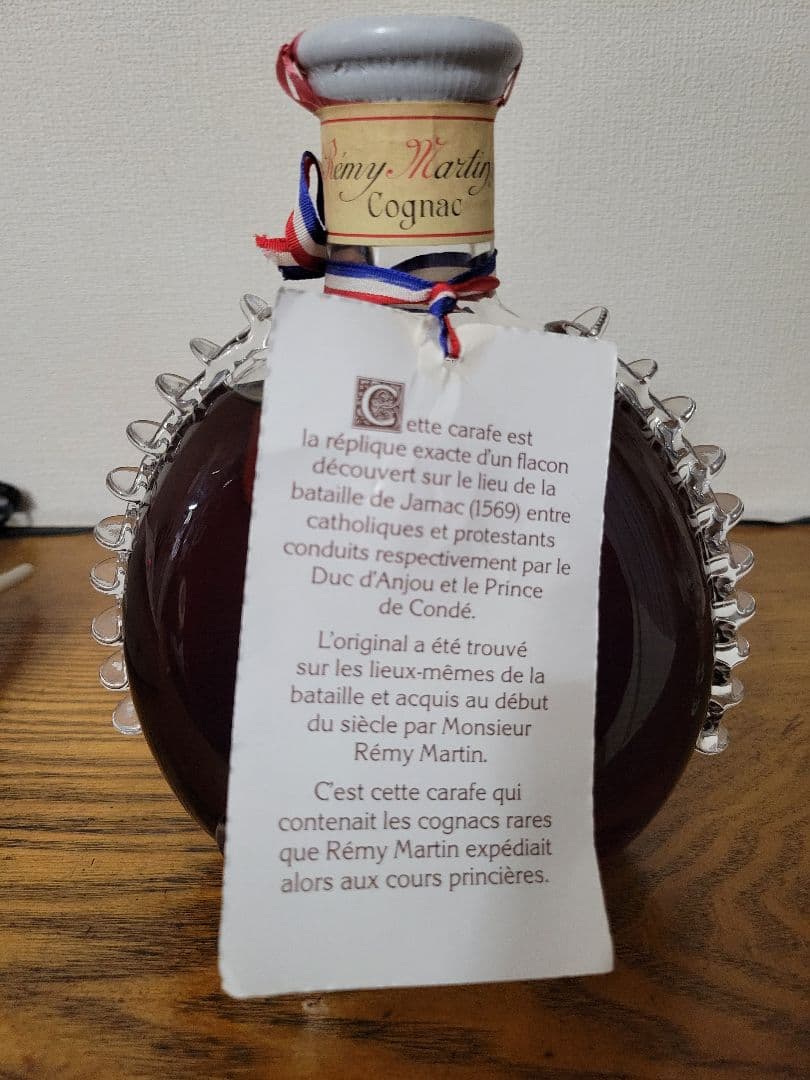 Rémy Martin
Cognac
Cette carafe est
la réplique exacte d'un flacon
découvert sur le lieu de la
bataille de Jarnac (1569) entre
catholiques et protestants
conduits respectivement par le
Duc d'Anjou et le Prince
de Condé.
L'original a été trouvé
sur les lieux-mêmes de la
bataille et acquis au début
du siècle par Monsieur
Rémy Martin.
C'est cette carafe qui
contenait les cognacs rares
que Rémy Martin expédiait
alors aux cours princières.